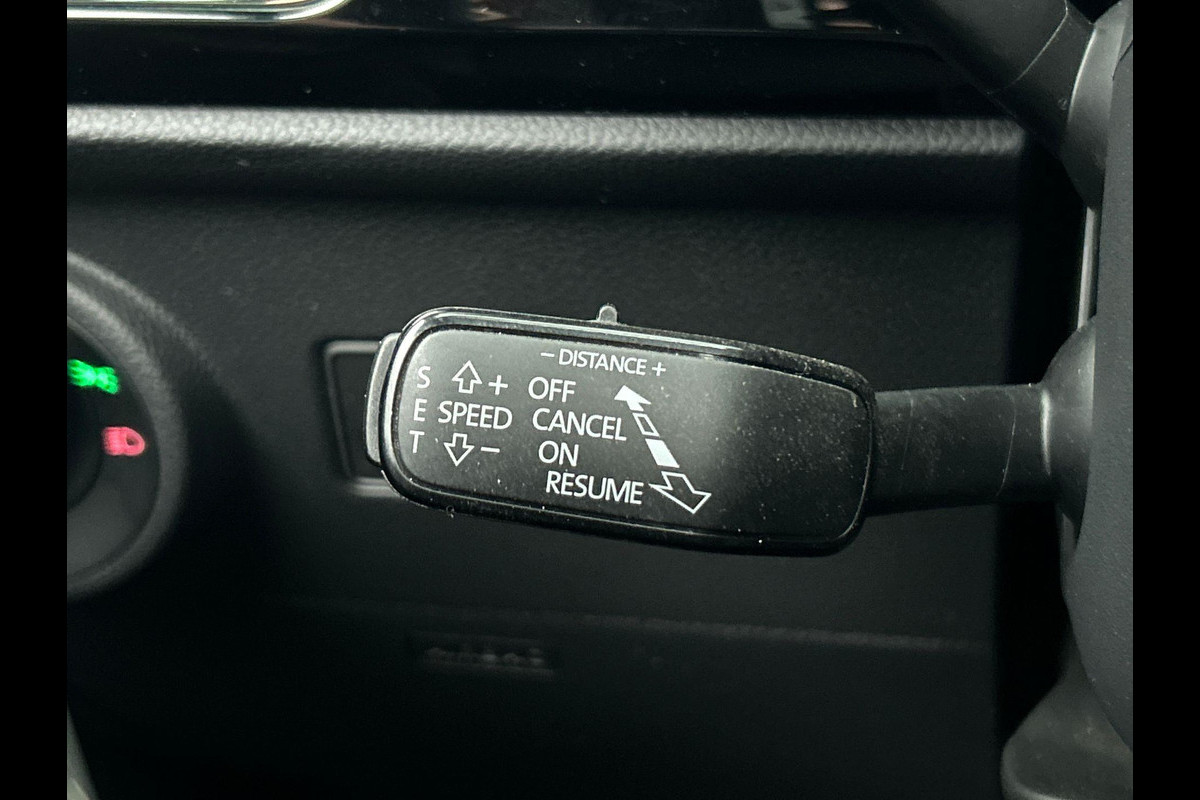 − DISTANCE +
S + OFF
E SPEED CANCEL
T − ON
RESUME